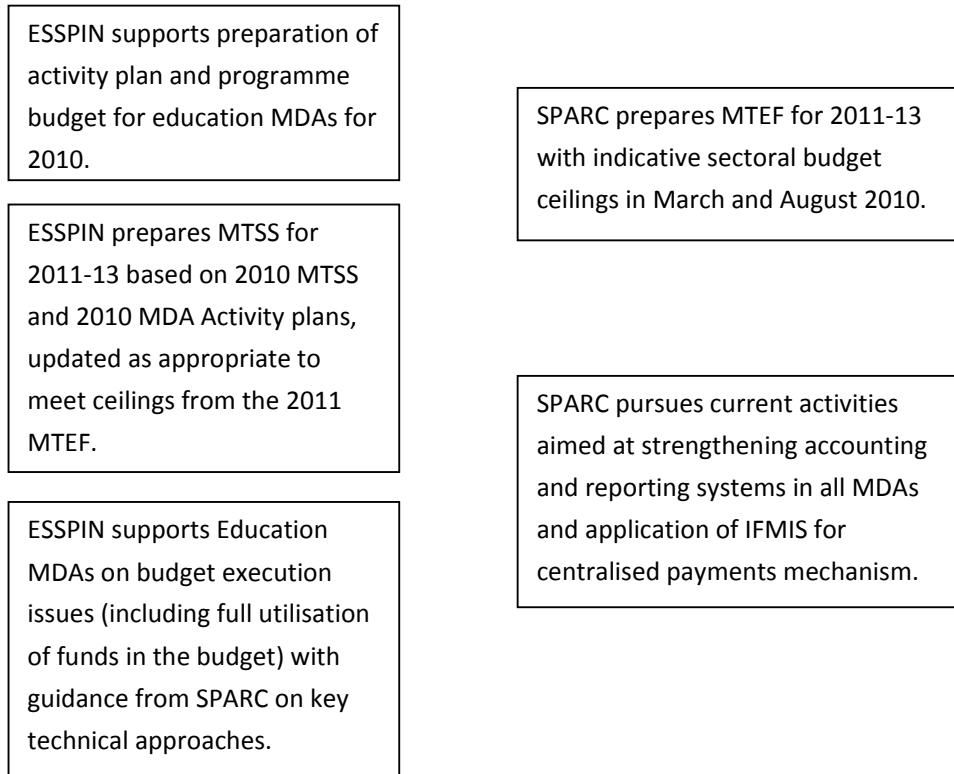 ESSPIN supports preparation of
activity plan and programme
budget for education MDAs for
2010.
SPARC prepares MTEF for 2011-13
with indicative sectoral budget
ceilings in March and August 2010.
ESSPIN prepares MTSS for
2011-13 based on 2010 MTSS
and 2010 MDA Activity plans,
updated as appropriate to
meet ceilings from the 2011
MTEF.
SPARC pursues current activities
aimed at strengthening accounting
and reporting systems in all MDAs
and application of IFMIS for
centralised payments mechanism.
ESSPIN supports Education
MDAs on budget execution
issues (including full utilisation
of funds in the budget) with
guidance from SPARC on key
technical approaches.